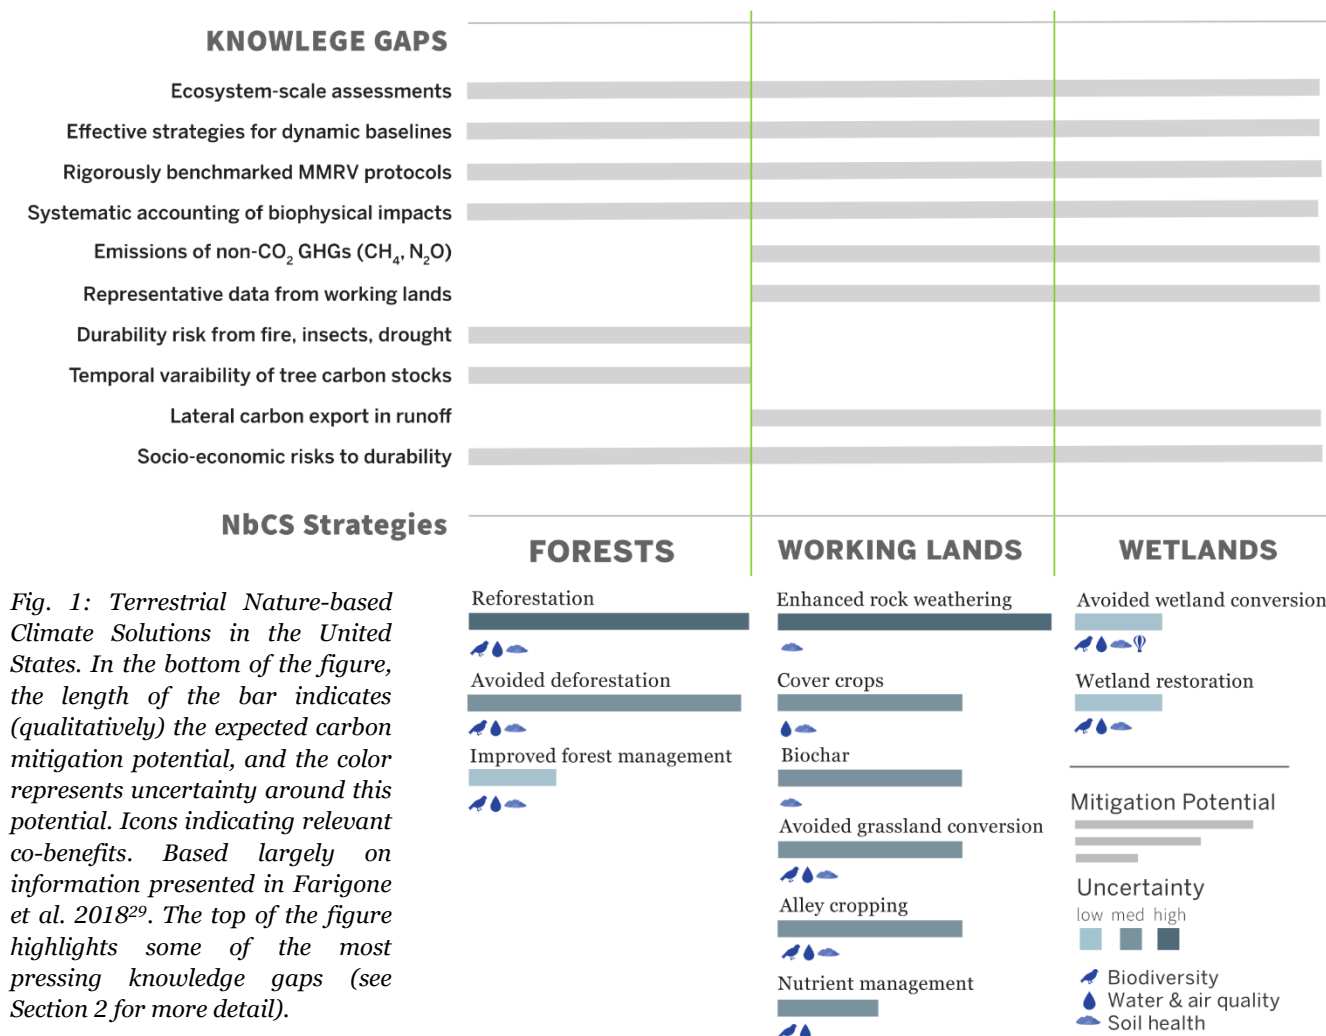 KNOWLEGE GAPS
Ecosystem-scale assessments
Effective strategies for dynamic baselines
Rigorously benchmarked MMRV protocols
Systematic accounting of biophysical impacts
Emissions of non-CO₂ GHGs (CH₄, N₂O)
Representative data from working lands
Durability risk from fire, insects, drought
Temporal varaibility of tree carbon stocks
Lateral carbon export in runoff
Socio-economic risks to durability
NbCS Strategies
FORESTS
WORKING LANDS
WETLANDS
Fig. 1: Terrestrial Nature-based
Climate Solutions in the United
States. In the bottom of the figure,
the length of the bar indicates
(qualitatively) the expected carbon
mitigation potential, and the color
represents uncertainty around this
potential. Icons indicating relevant
co-benefits. Based largely on
information presented in Farigone
et al. 2018²⁹. The top of the figure
highlights some of the most
pressing knowledge gaps (see
Section 2 for more detail).
Reforestation
Avoided deforestation
Improved forest management
Enhanced rock weathering
Cover crops
Biochar
Avoided grassland conversion
Alley cropping
Nutrient management
Avoided wetland conversion
Wetland restoration
Mitigation Potential
Uncertainty
low med high
Biodiversity
Water & air quality
Soil health